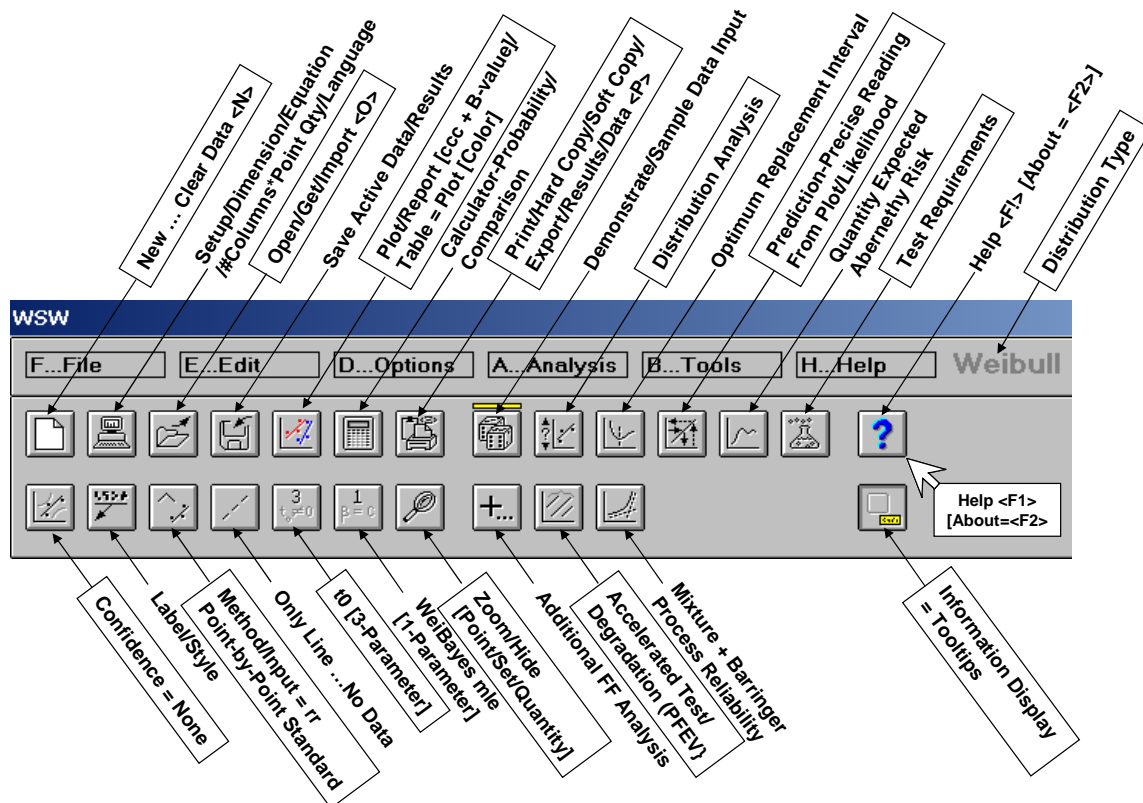 New ... Clear Data <N>
Setup/Dimension/Equation
/#Columns*Point Qty/Language
Open/Get/Import <O>
Save Active Data/Results
Plot/Report [ccc + B-value]/
Table = Plot [Color]
Calculator-Probability/
Comparison
Print/Hard Copy/Soft Copy/
Export/Results/Data <P>
Demonstrate/Sample Data Input
Distribution Analysis
Optimum Replacement Interval
Prediction-Precise Reading
From Plot/Likelihood
Quantity Expected
Abernethy Risk
Test Requirements
Help <F!> [About = <F2>]
Distribution Type
WSW
F...File
E...Edit
D...Options
A...Analysis
B...Tools
H...Help
Weibull
?
?
3
t₀≠0
1
β=C
+...
Help <F1>
[About=<F2>
Confidence = None
Label/Style
Method/Input = rr
Point-by-Point Standard
Only Line ...No Data
t0 [3-Parameter]
WeiBayes mle
[1-Parameter]
Zoom/Hide
[Point/Set/Quantity]
Additional FF Analysis
Accelerated Test/
Degradation (PFEV}
Mixture + Barringer
Process Reliability
Information Display
= Tooltips